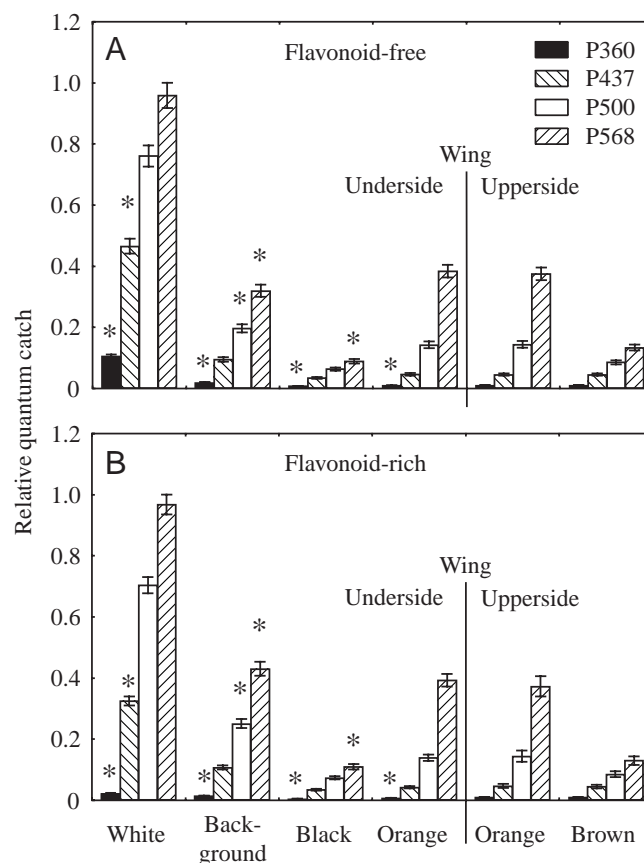 1.2
A
Flavonoid-free
P360
P437
P500
P568
1.0
0.8
0.6
0.4
0.2
0
Wing
Underside
Upperside
*
*
*
*
*
*
*
*
Relative quantum catch
1.2
B
Flavonoid-rich
1.0
0.8
0.6
0.4
0.2
0
Wing
Underside
Upperside
*
*
*
*
*
*
*
*
White
Back-
ground
Black
Orange
Orange
Brown